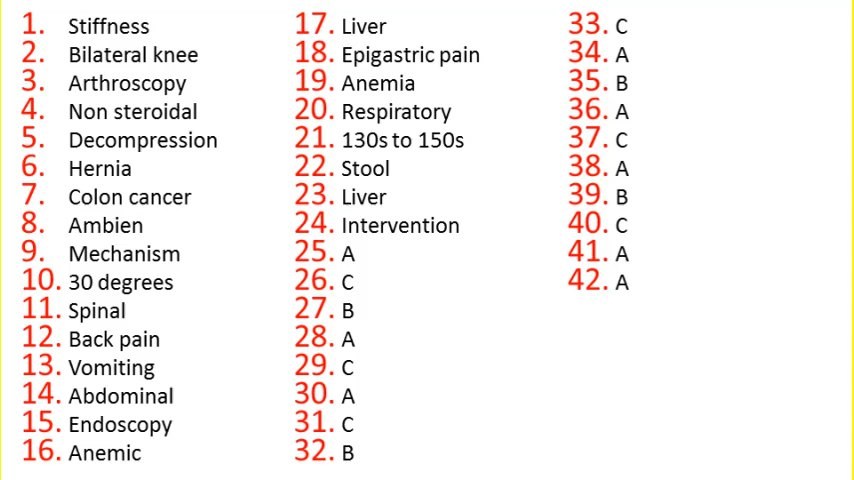 1. Stiffness
2. Bilateral knee
3. Arthroscopy
4. Non steroidal
5. Decompression
6. Hernia
7. Colon cancer
8. Ambien
9. Mechanism
10. 30 degrees
11. Spinal
12. Back pain
13. Vomiting
14. Abdominal
15. Endoscopy
16. Anemic
17. Liver
18. Epigastric pain
19. Anemia
20. Respiratory
21. 130s to 150s
22. Stool
23. Liver
24. Intervention
25. A
26. C
27. B
28. A
29. C
30. A
31. C
32. B
33. C
34. A
35. B
36. A
37. C
38. A
39. B
40. C
41. A
42. A